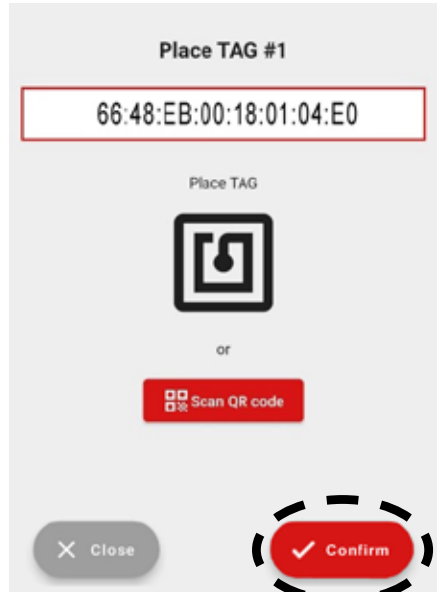 Place TAG #1
66:48:EB:00:18:01:04:E0
Place TAG
or
Scan QR code
Close
Confirm